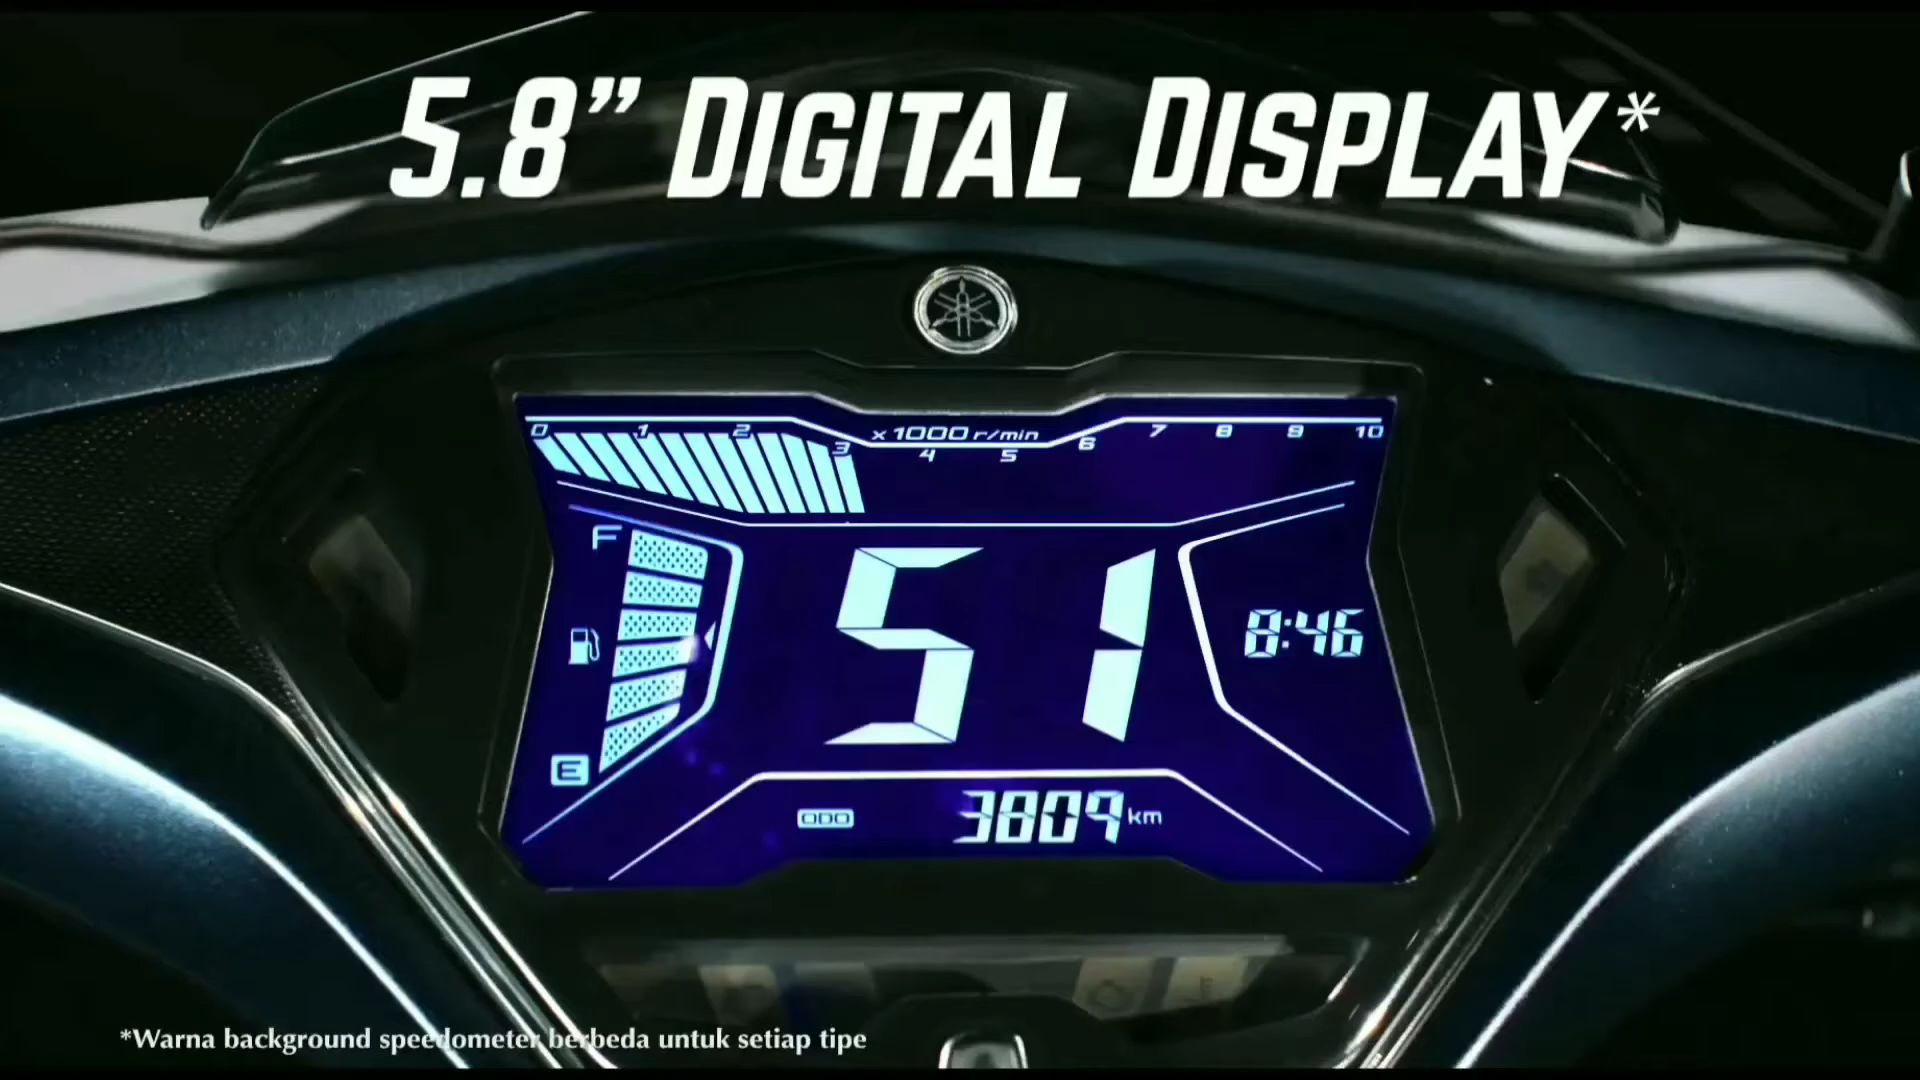 5.8” DIGITAL DISPLAY*
0 1 2 3 4 5 6 7 8 9 10
x1000 r/min
F
51
8:46
E
ODO 3809 km
*Warna background speedometer berbeda untuk setiap tipe